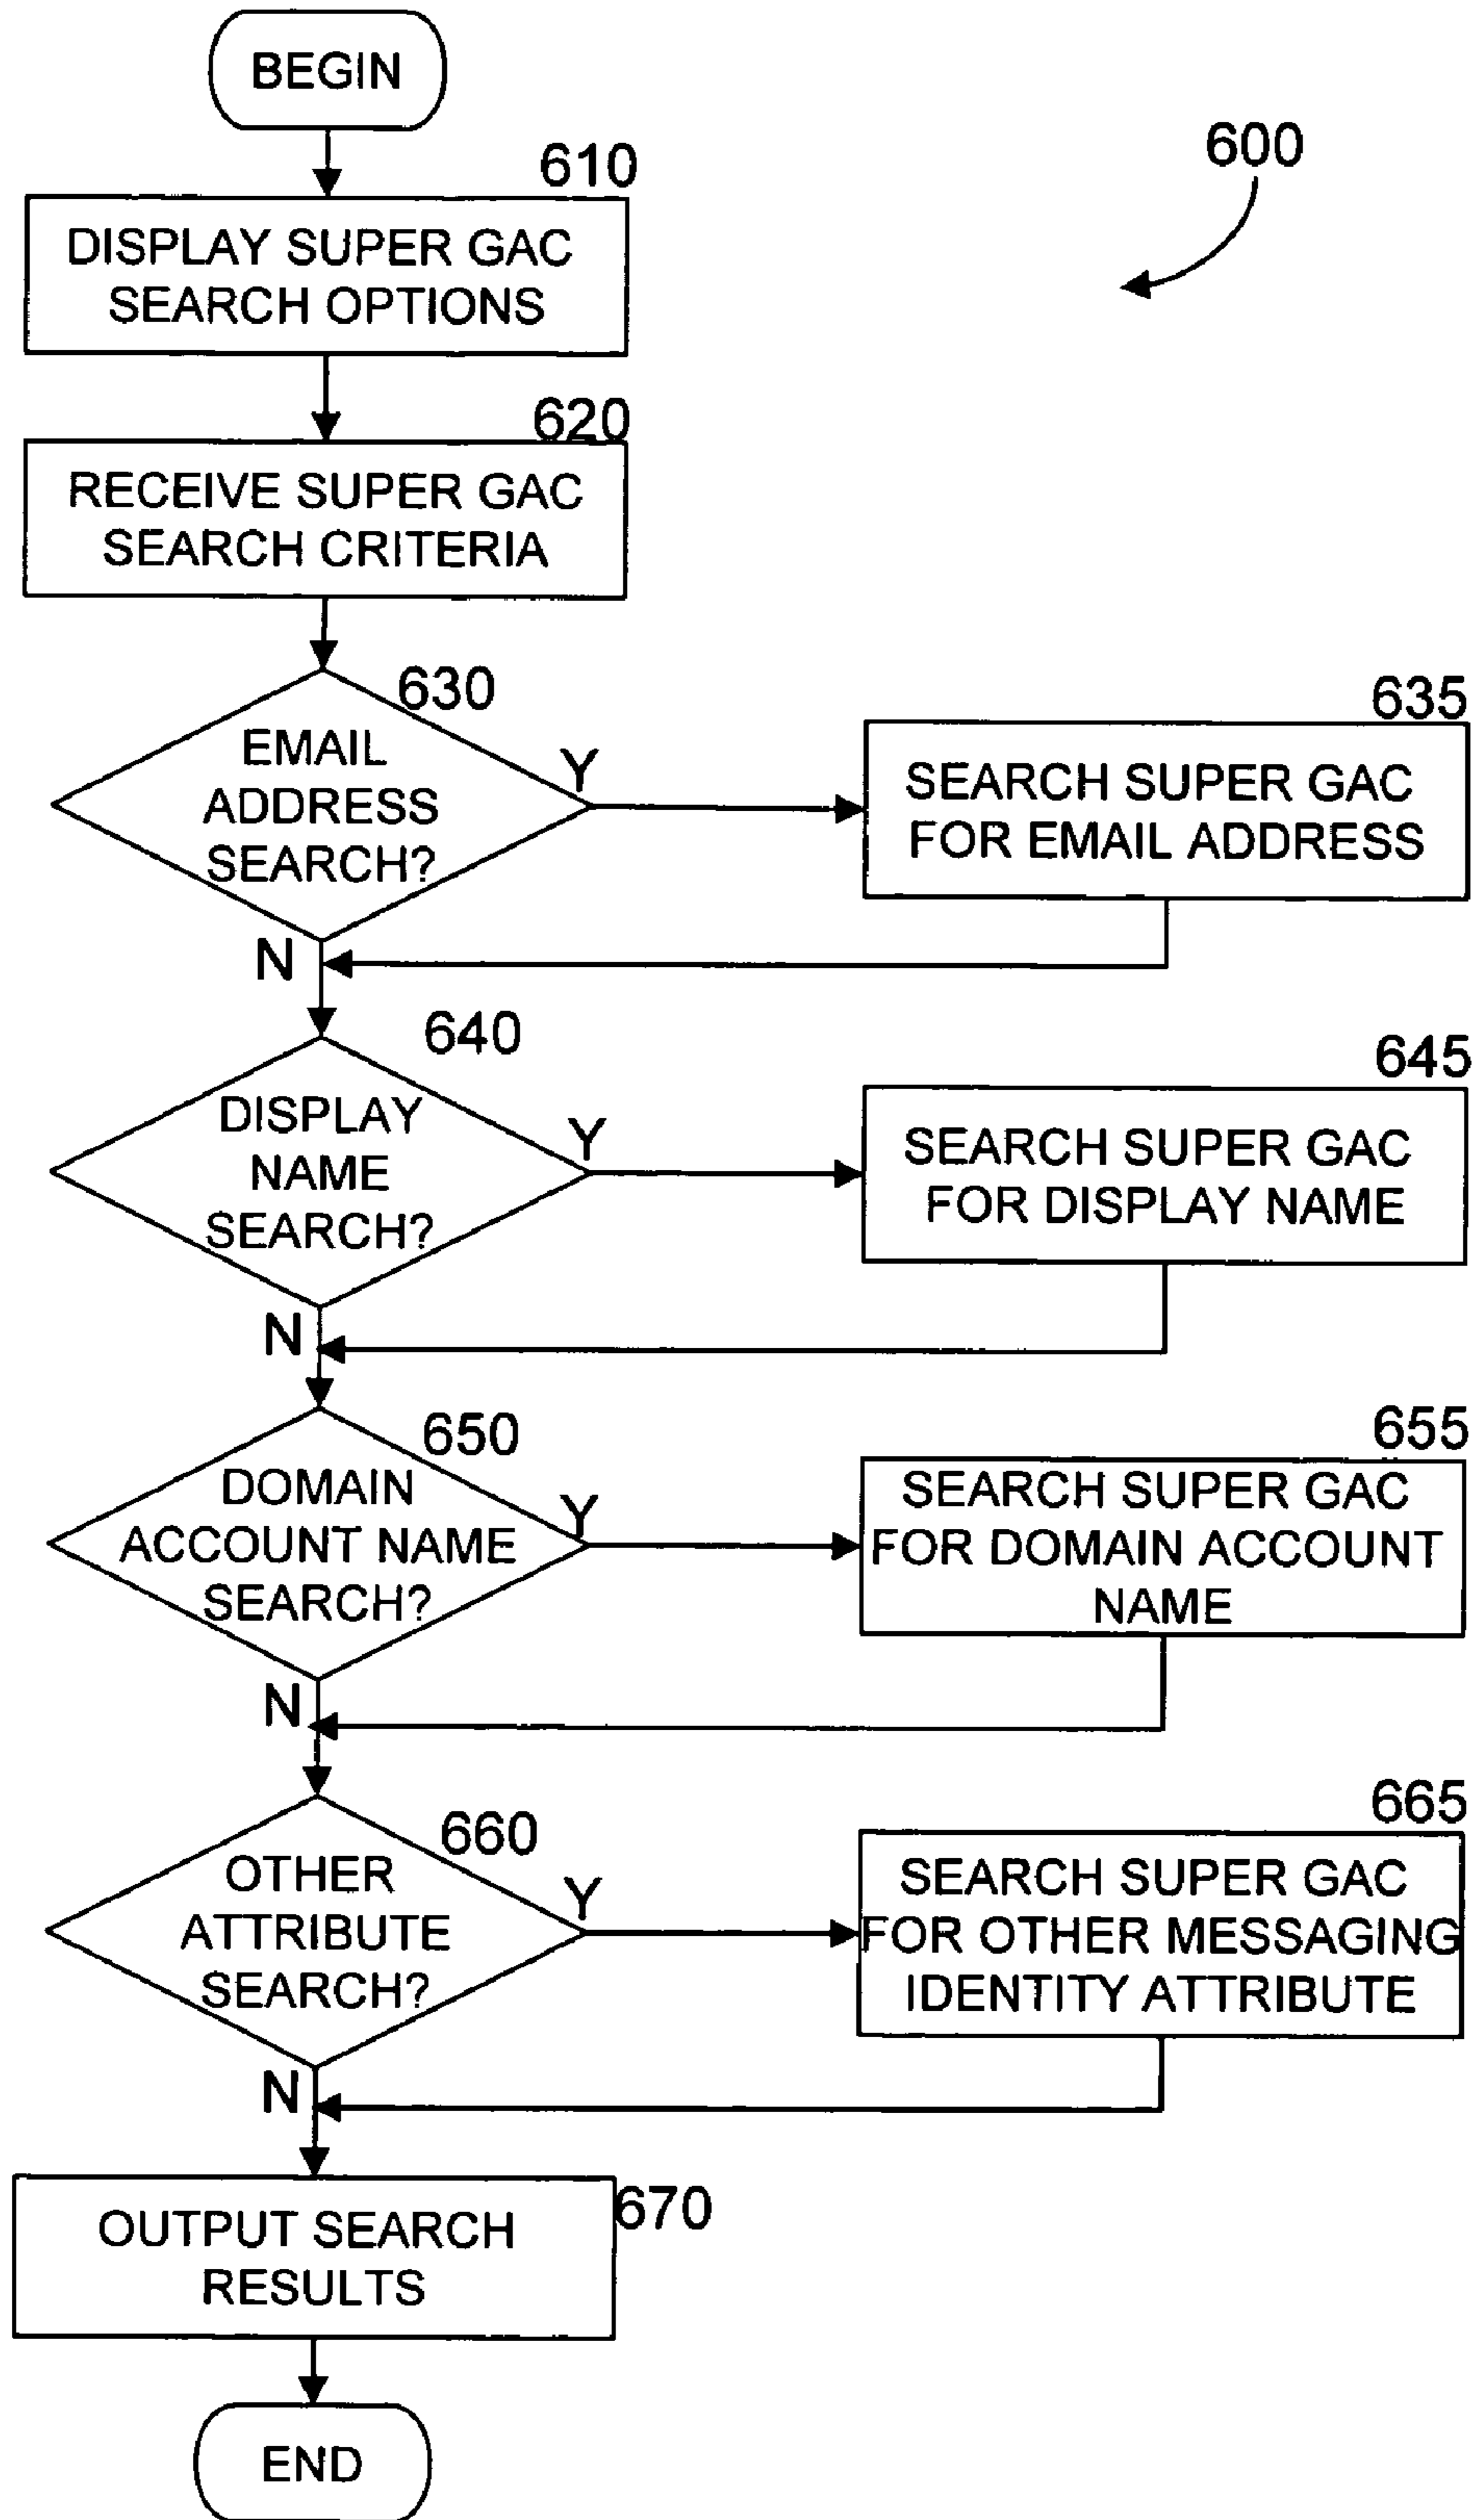 BEGIN
600
610
DISPLAY SUPER GAC
SEARCH OPTIONS
620
RECEIVE SUPER GAC
SEARCH CRITERIA
630
EMAIL
ADDRESS
SEARCH?
Y
635
SEARCH SUPER GAC
FOR EMAIL ADDRESS
N
640
DISPLAY
NAME
SEARCH?
Y
645
SEARCH SUPER GAC
FOR DISPLAY NAME
N
650
DOMAIN
ACCOUNT NAME
SEARCH?
Y
655
SEARCH SUPER GAC
FOR DOMAIN ACCOUNT
NAME
N
660
OTHER
ATTRIBUTE
SEARCH?
Y
665
SEARCH SUPER GAC
FOR OTHER MESSAGING
IDENTITY ATTRIBUTE
N
670
OUTPUT SEARCH
RESULTS
END